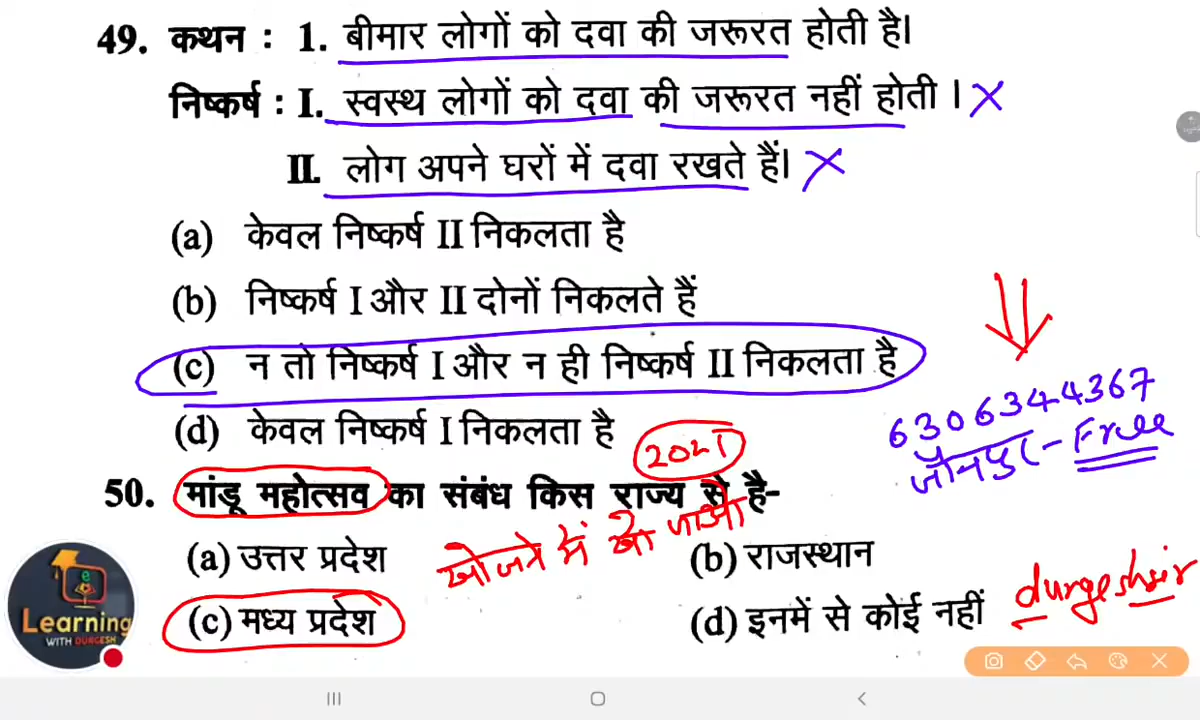 49. कथन : 1. बीमार लोगों को दवा की जरूरत होती है।
निष्कर्ष : I. स्वस्थ लोगों को दवा की जरूरत नहीं होती ।
II. लोग अपने घरों में दवा रखते हैं।
(a) केवल निष्कर्ष II निकलता है
(b) निष्कर्ष I और II दोनों निकलते हैं
(c) न तो निष्कर्ष I और न ही निष्कर्ष II निकलता है
(d) केवल निष्कर्ष I निकलता है
6306344367
जौनपुर - Free
2021
50. मांडू महोत्सव का संबंध किस राज्य से है-
खोजने में खो जाओ
(a) उत्तर प्रदेश
(b) राजस्थान
(c) मध्य प्रदेश
(d) इनमें से कोई नहीं
durgeshsir
e
Learning
WITH DURGESH